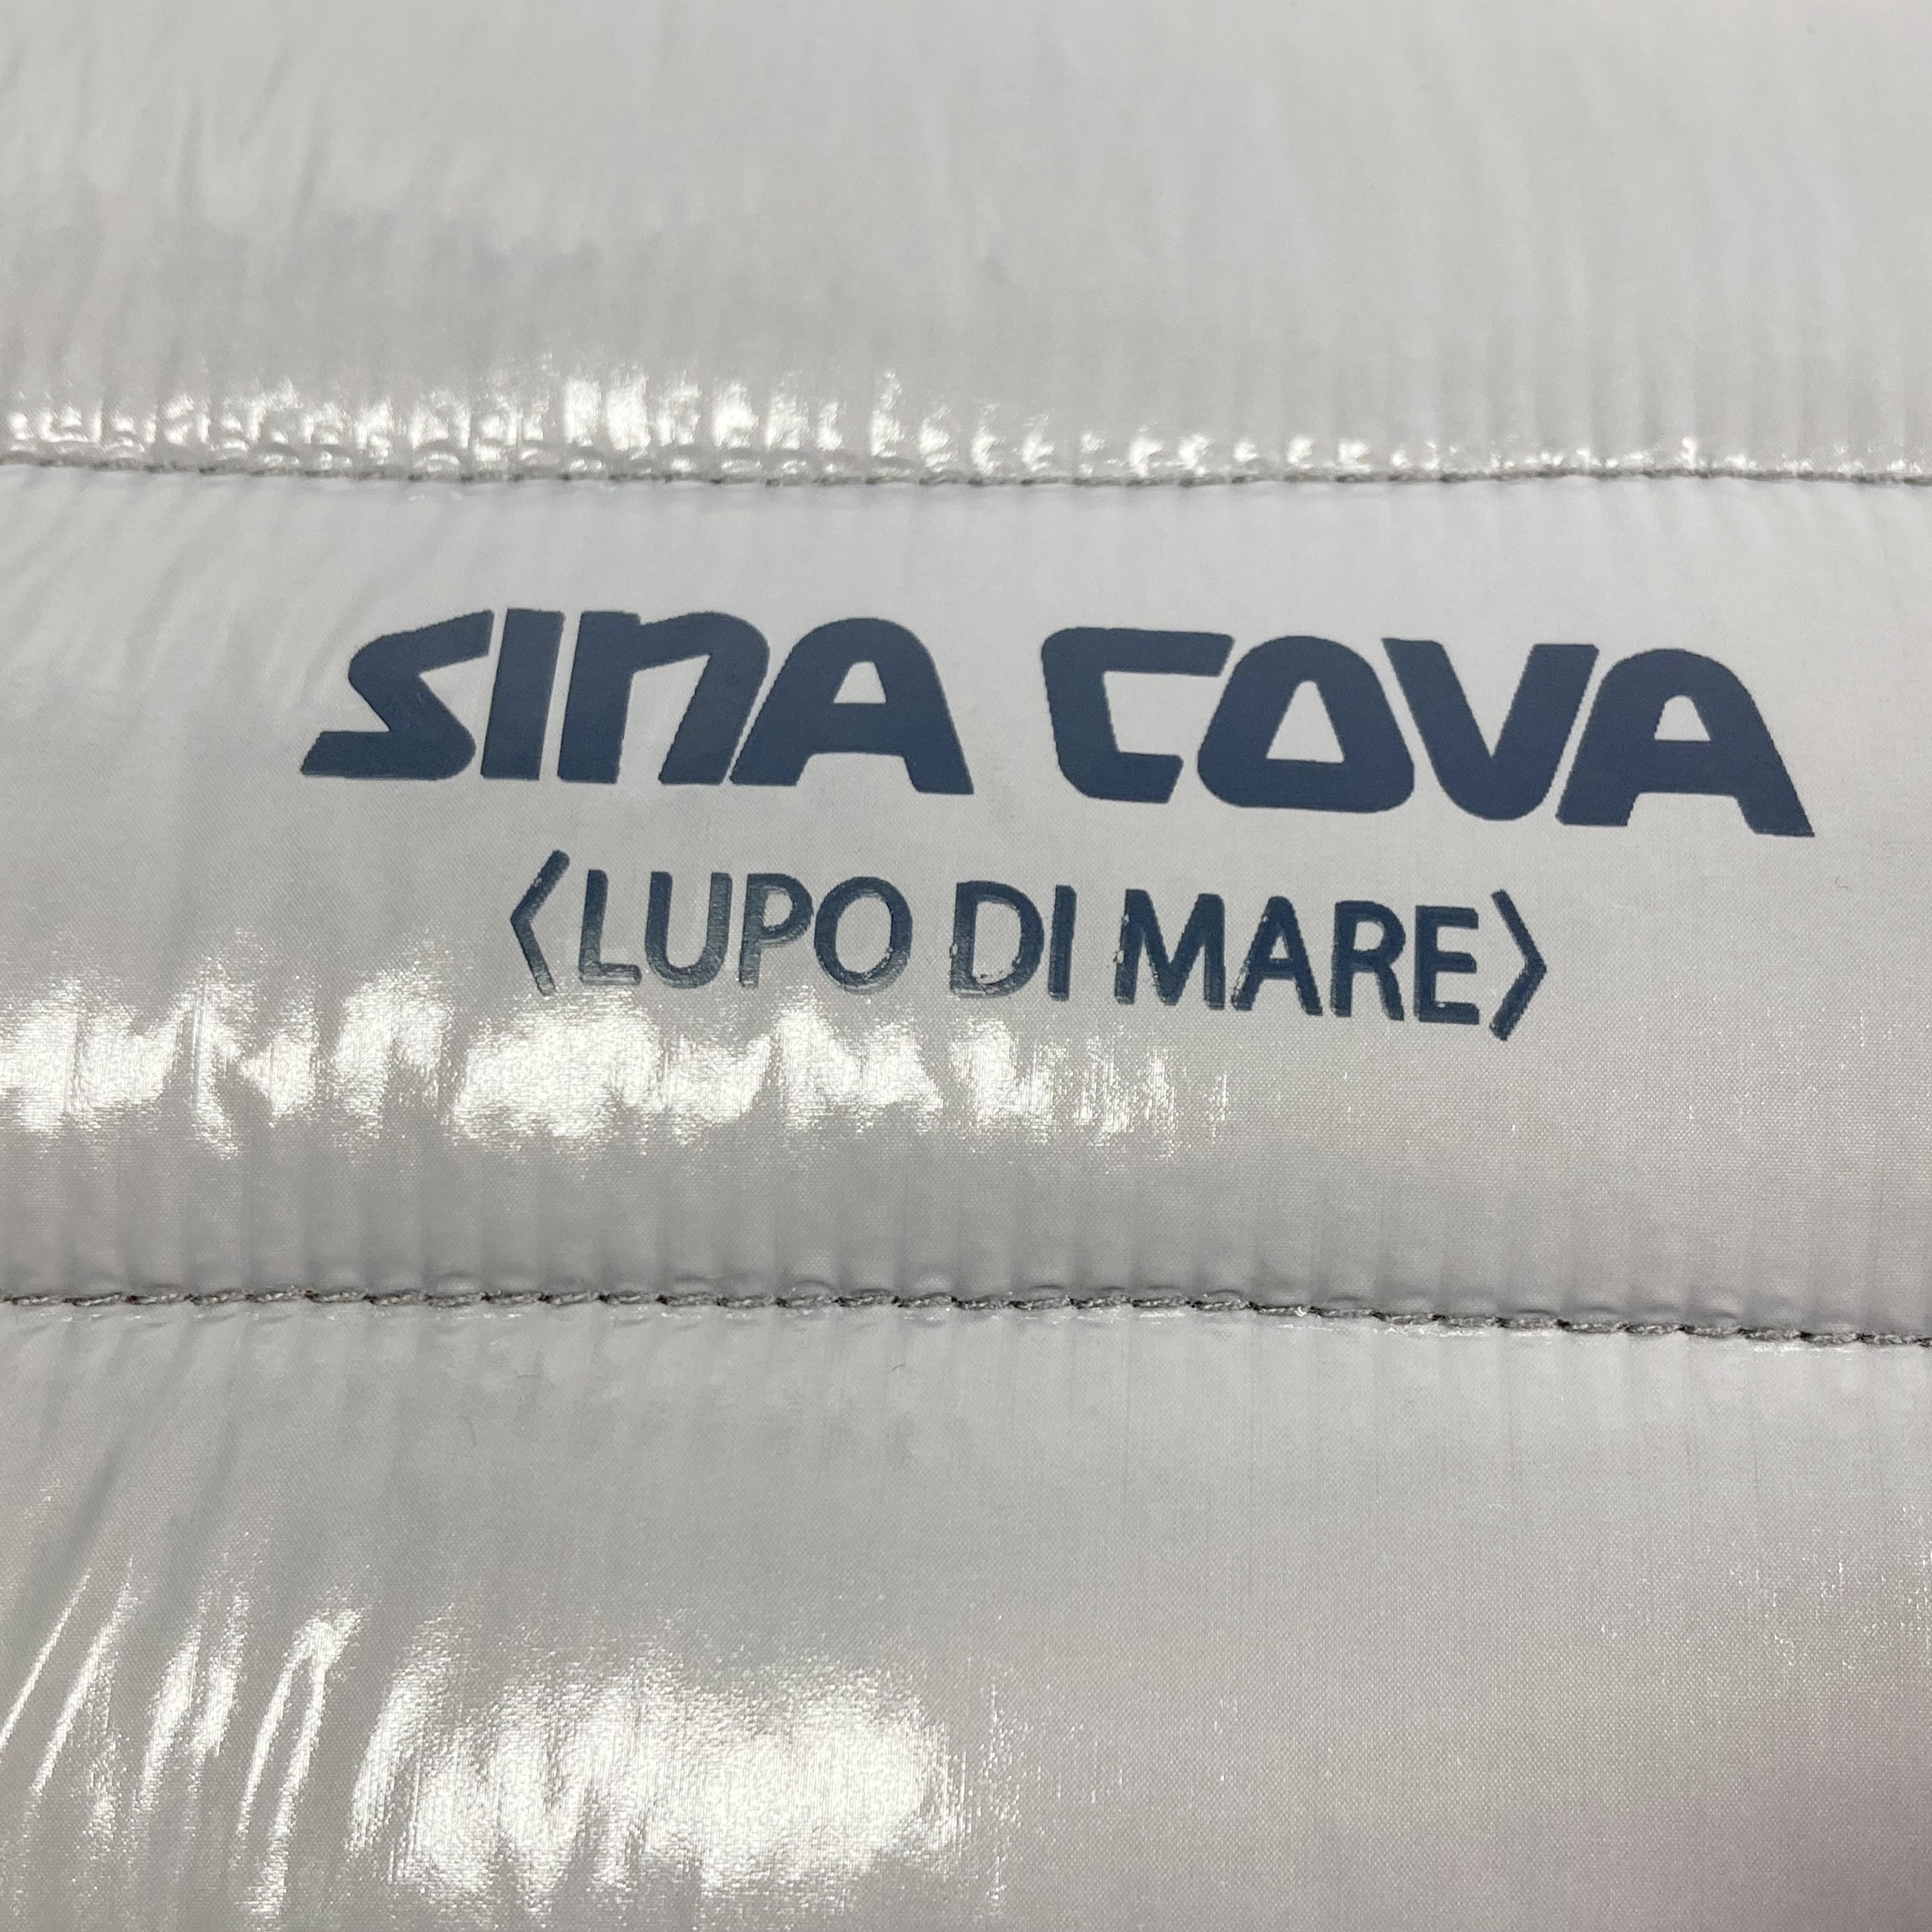 SINA COVA
〈LUPO DI MARE〉